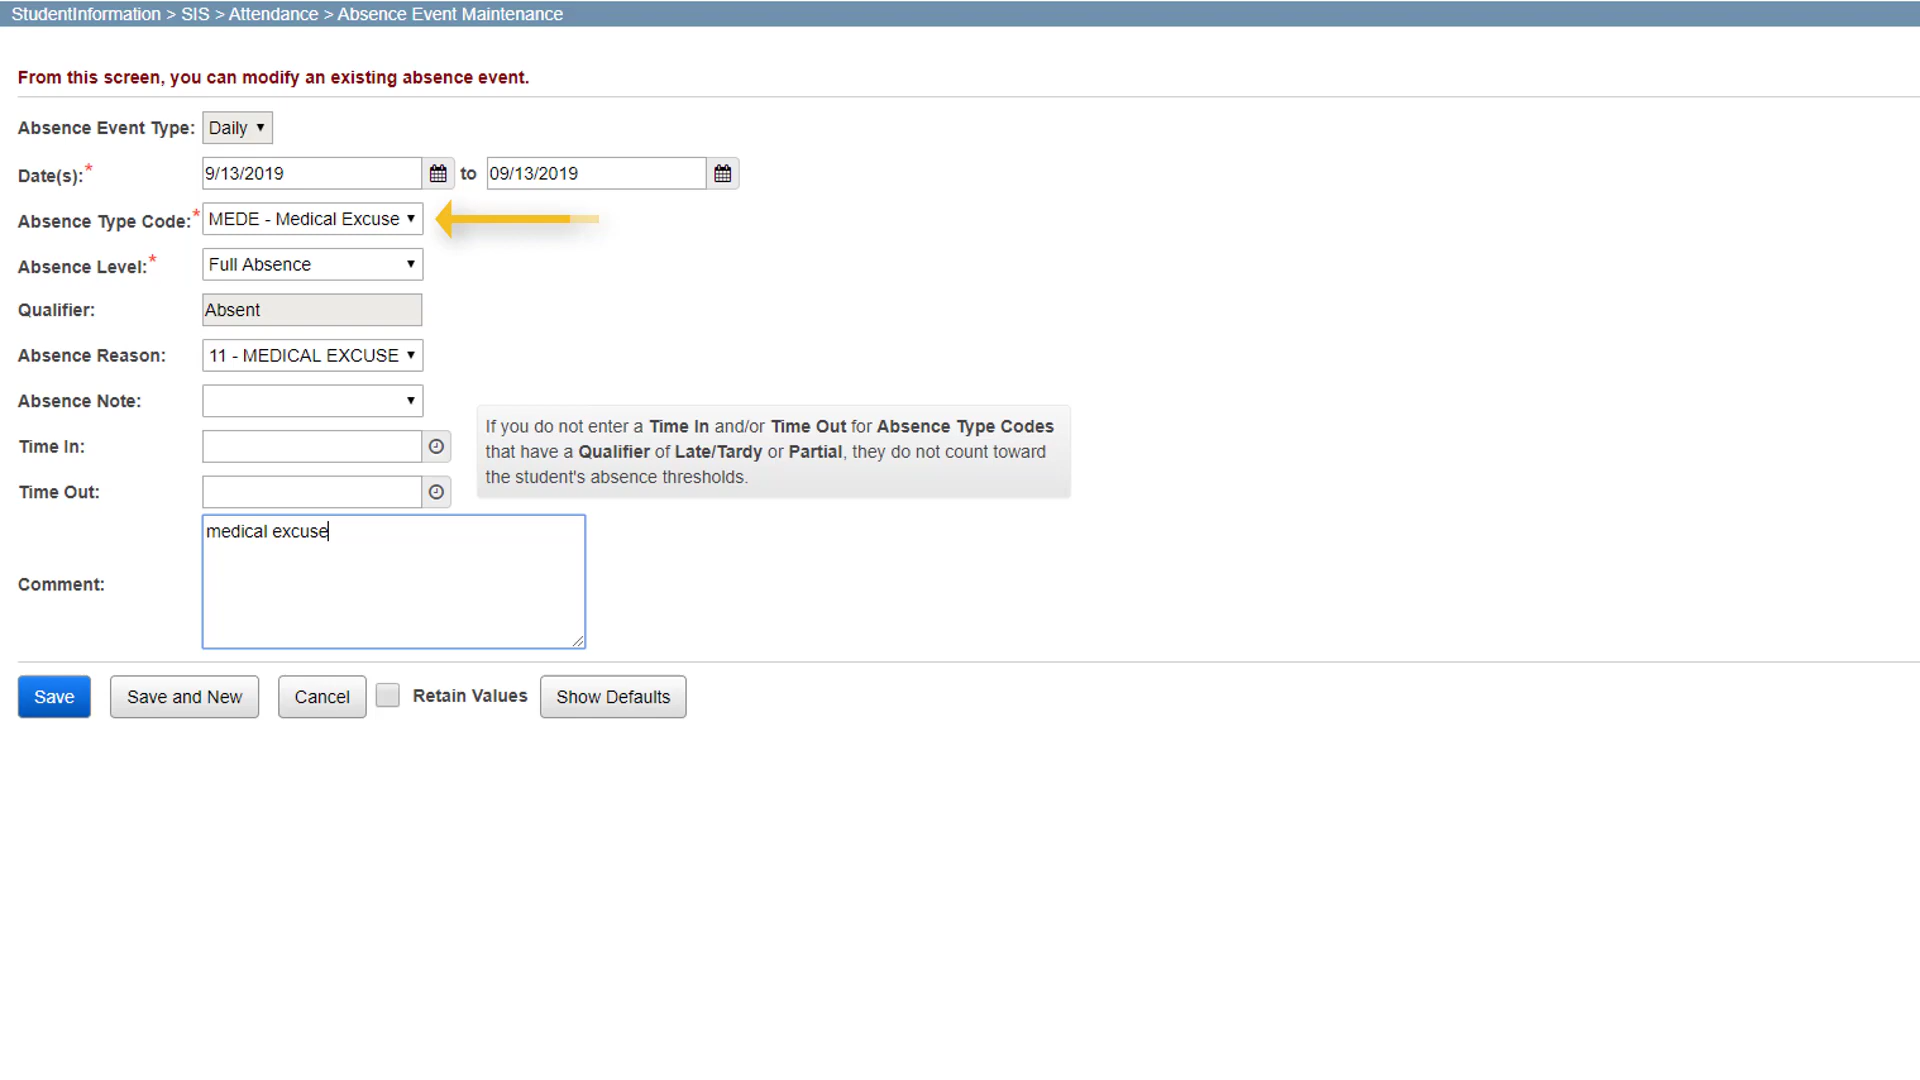 StudentInformation > SIS > Attendance > Absence Event Maintenance
From this screen, you can modify an existing absence event.
Absence Event Type: Daily
Date(s):* 9/13/2019 to 09/13/2019
Absence Type Code:* MEDE - Medical Excuse
Absence Level:* Full Absence
Qualifier: Absent
Absence Reason: 11 - MEDICAL EXCUSE
Absence Note:
Time In:
Time Out:
If you do not enter a Time In and/or Time Out for Absence Type Codes
that have a Qualifier of Late/Tardy or Partial, they do not count toward
the student's absence thresholds.
Comment: medical excuse
Save Save and New Cancel Retain Values Show Defaults